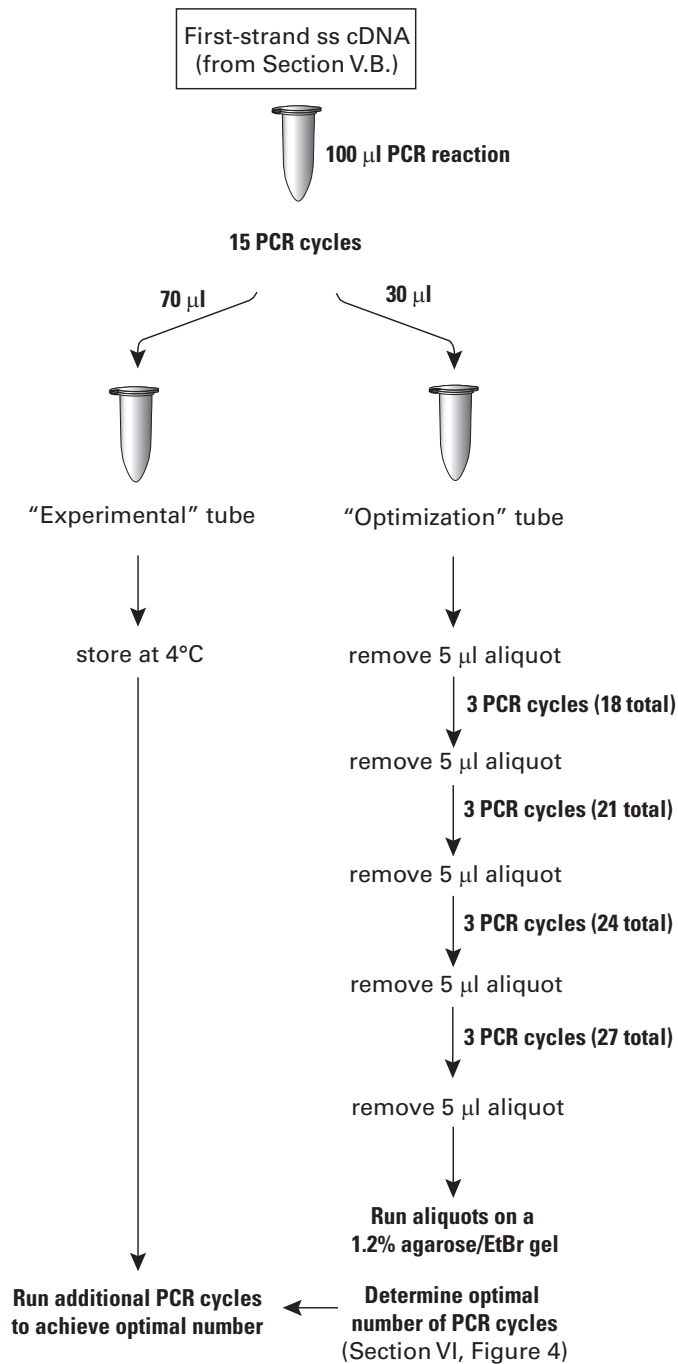 First-strand ss cDNA
(from Section V.B.)
100 μl PCR reaction
15 PCR cycles
70 μl
30 μl
“Experimental” tube
“Optimization” tube
store at 4°C
remove 5 μl aliquot
3 PCR cycles (18 total)
remove 5 μl aliquot
3 PCR cycles (21 total)
remove 5 μl aliquot
3 PCR cycles (24 total)
remove 5 μl aliquot
3 PCR cycles (27 total)
remove 5 μl aliquot
Run aliquots on a
1.2% agarose/EtBr gel
Run additional PCR cycles
to achieve optimal number
Determine optimal
number of PCR cycles
(Section VI, Figure 4)